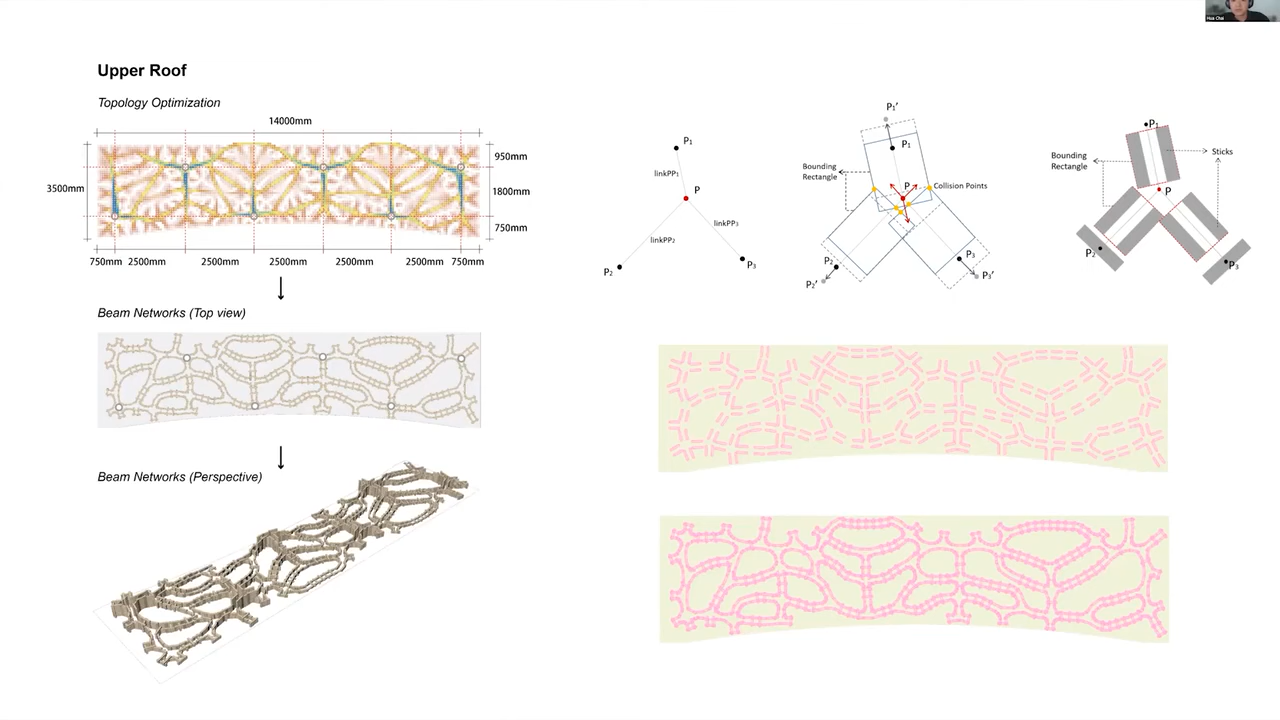 Hoa Chai
Upper Roof
Topology Optimization
14000mm
3500mm
950mm
1800mm
750mm
750mm
2500mm
2500mm
2500mm
2500mm
2500mm
750mm
Beam Networks (Top view)
Beam Networks (Perspective)
P₁
linkPP₁
P
linkPP₃
linkPP₂
P₂
P₃
P₁'
P₁
Bounding
Rectangle
P
Collision Points
P₂
P₂'
P₃
P₃'
P₁
Bounding
Rectangle
Sticks
P
P₂
P₃